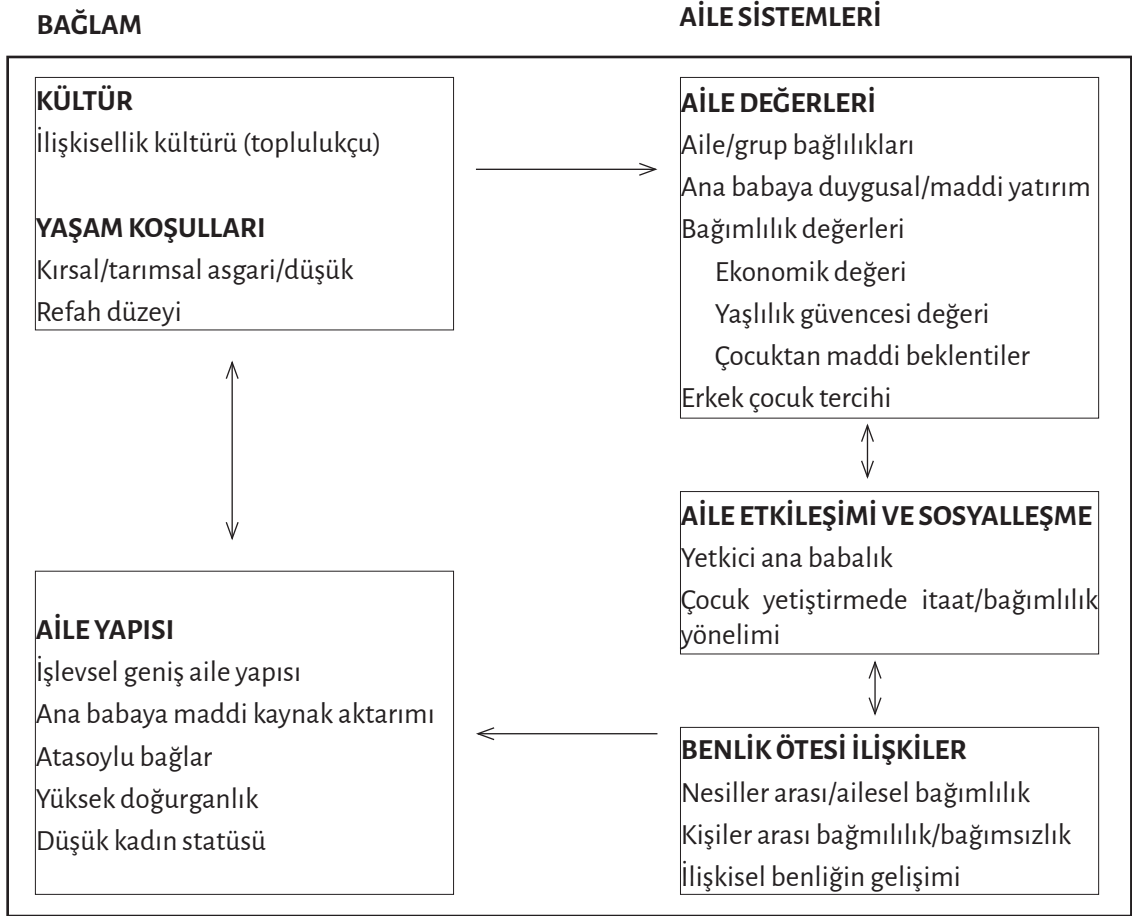 BAĞLAM
AİLE SİSTEMLERİ
KÜLTÜR
İlişkisellik kültürü (toplulukçu)
YAŞAM KOŞULLARI
Kırsal/tarımsal asgari/düşük
Refah düzeyi
AİLE DEĞERLERİ
Aile/grup bağlılıkları
Ana babaya duygusal/maddi yatırım
Bağımlılık değerleri
Ekonomik değeri
Yaşlılık güvencesi değeri
Çocuktan maddi beklentiler
Erkek çocuk tercihi
AİLE ETKİLEŞİMİ VE SOSYALLEŞME
Yetkici ana babalık
Çocuk yetiştirmede itaat/bağımlılık
yönelimi
AİLE YAPISI
İşlevsel geniş aile yapısı
Ana babaya maddi kaynak aktarımı
Atasoylu bağlar
Yüksek doğurganlık
Düşük kadın statüsü
BENLİK ÖTESİ İLİŞKİLER
Nesiller arası/ailesel bağımlılık
Kişiler arası bağmılılık/bağımsızlık
İlişkisel benliğin gelişimi